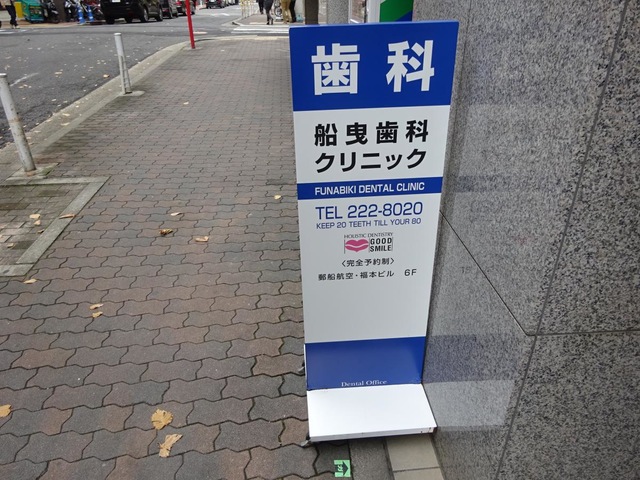 歯科
船曳歯科
クリニック
FUNABIKI DENTAL CLINIC
TEL 222-8020
KEEP 20 TEETH TILL YOUR 80
HOLISTIC DENTISTRY
GOOD
SMILE
〈完全予約制〉
郵船航空・福本ビル 6F
Dental Office